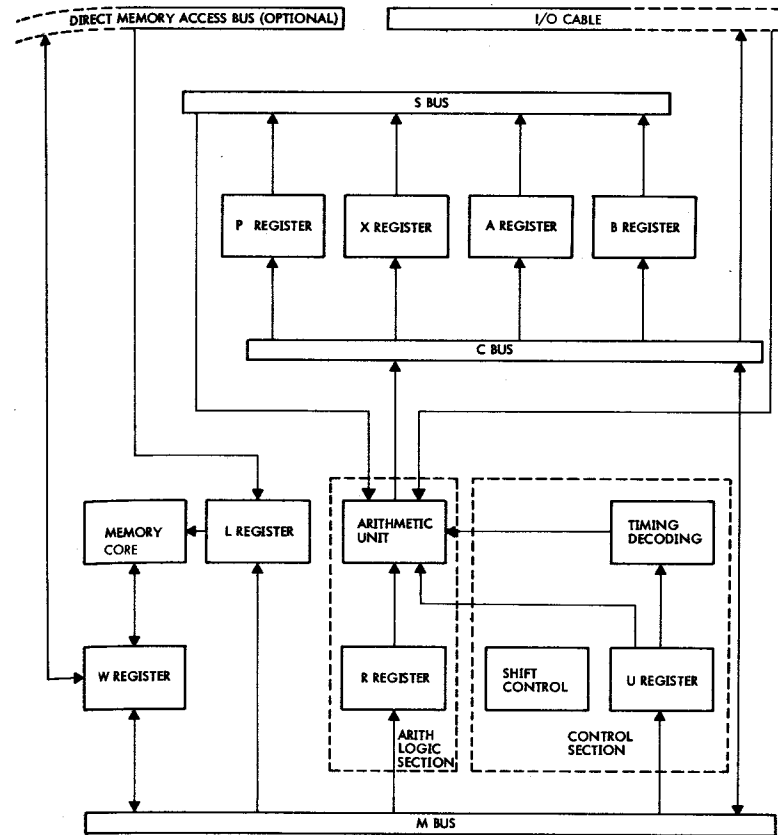 DIRECT MEMORY ACCESS BUS (OPTIONAL)
I/O CABLE
S BUS
P REGISTER
X REGISTER
A REGISTER
B REGISTER
C BUS
MEMORY
CORE
L REGISTER
ARITHMETIC
UNIT
TIMING
DECODING
W REGISTER
R REGISTER
SHIFT
CONTROL
U REGISTER
ARITH
LOGIC
SECTION
CONTROL
SECTION
M BUS